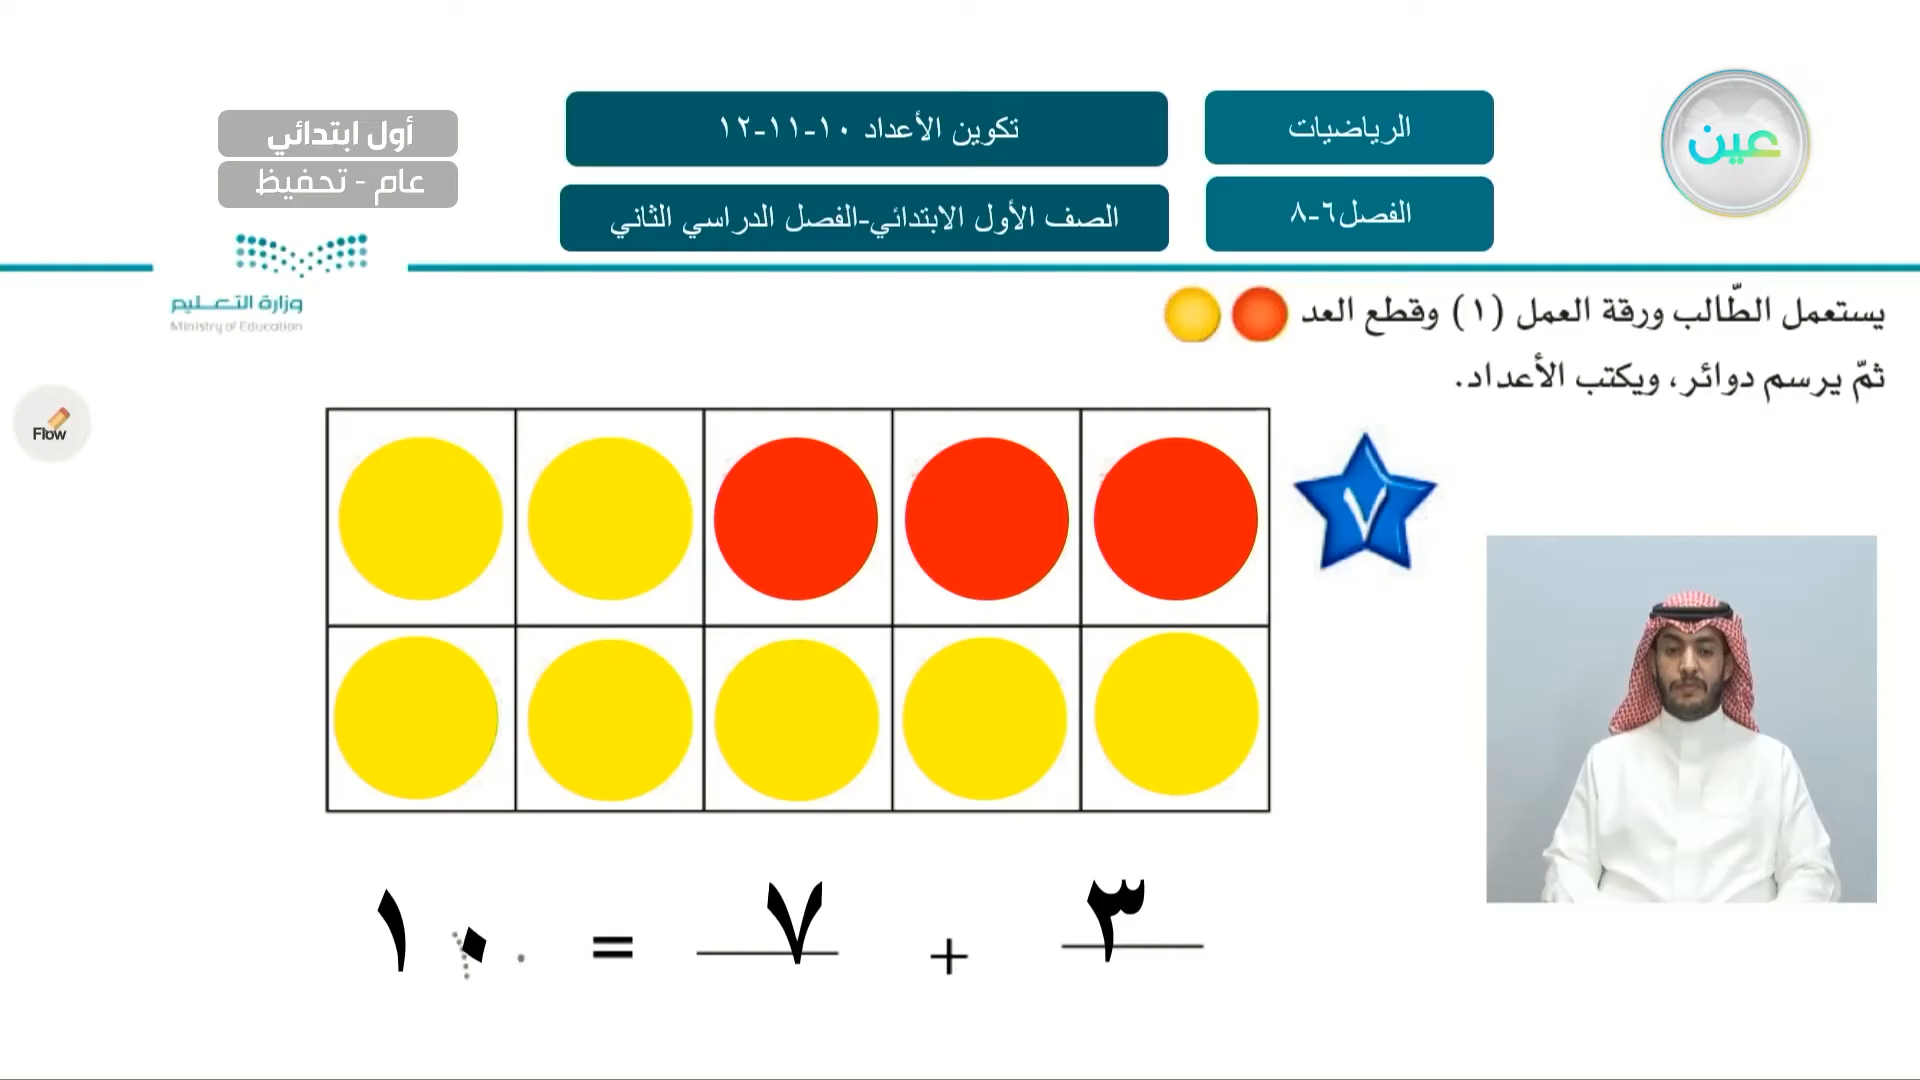 عين
الرياضيات
تكوين الأعداد ١٠-١١-١٢
أول ابتدائي
عام - تحفيظ
الفصل٦-٨
الصف الأول الابتدائي-الفصل الدراسي الثاني
وزارة التعليم
Ministry of Education
يستعمل الطّالب ورقة العمل (١) وقطع العد
ثمّ يرسم دوائر، ويكتب الأعداد.
Flow
٧
٣ + ٧ = ١٠